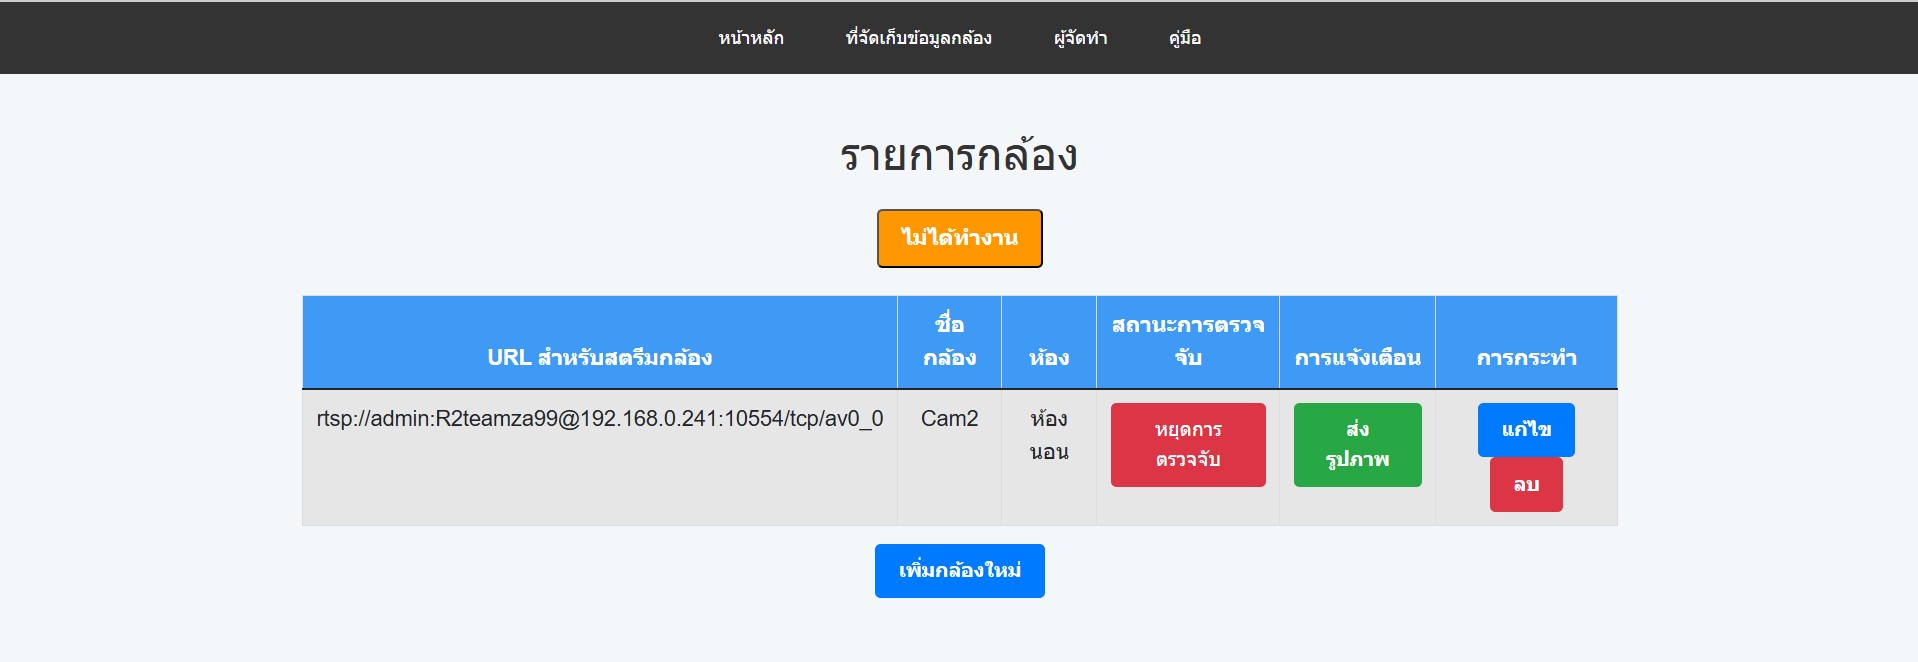 หน้าหลัก ที่จัดเก็บข้อมูลกล้อง ผู้จัดทำ คู่มือ
รายการกล้อง
ไม่ได้ทำงาน
URL สำหรับสตรีมกล้อง
ชื่อ
กล้อง
ห้อง
สถานะการตรวจ
จับ
การแจ้งเตือน
การกระทำ
rtsp://admin:R2teamza99@192.168.0.241:10554/tcp/av0_0
Cam2
ห้อง
นอน
หยุดการ
ตรวจจับ
ส่ง
รูปภาพ
แก้ไข
ลบ
เพิ่มกล้องใหม่